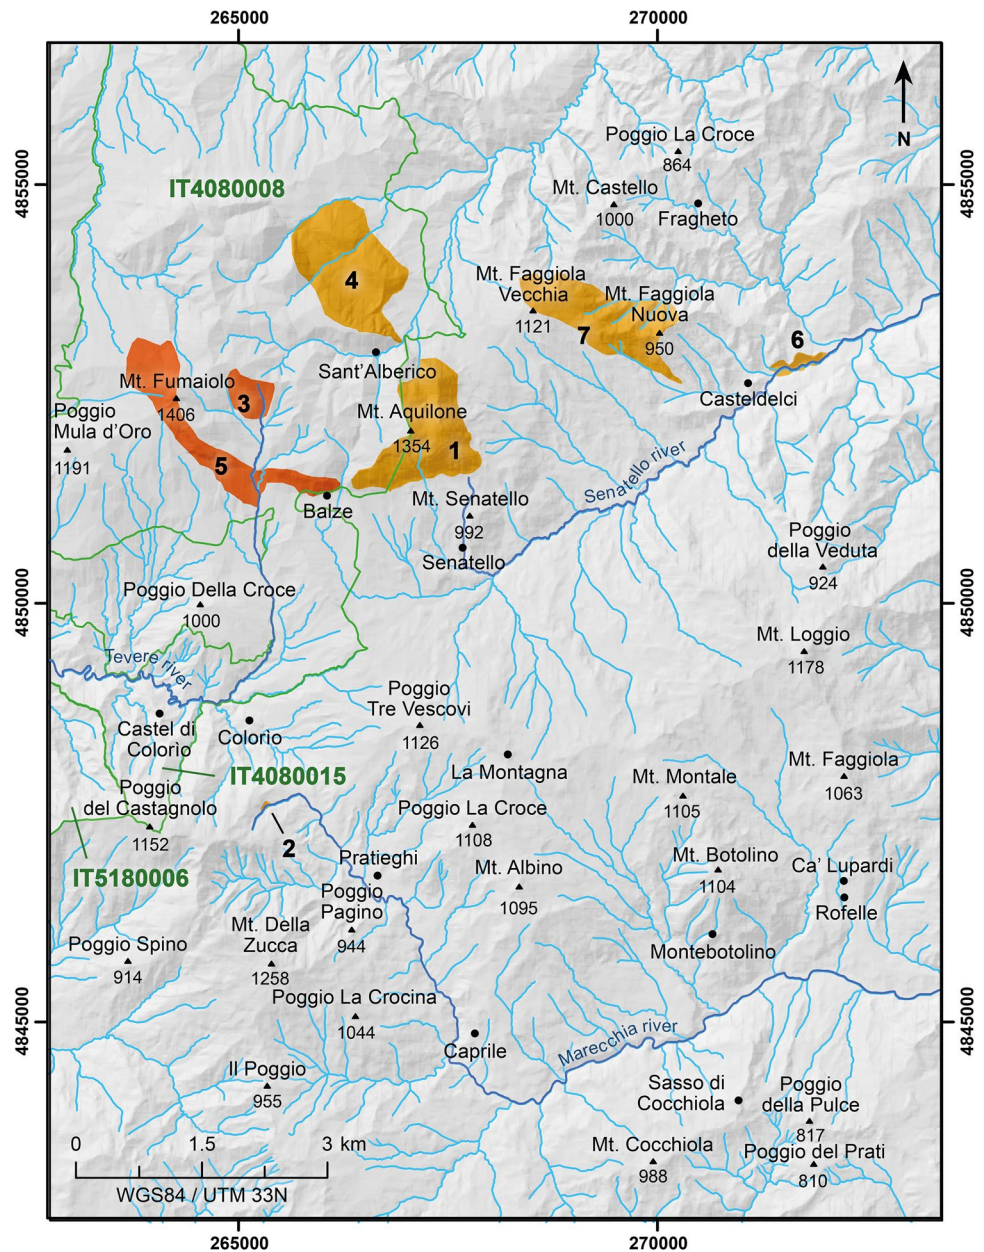 265000
270000
4855000
4855000
N
Poggio La Croce
864
IT4080008
Mt. Castello
1000
Fragheto
4
Mt. Faggiola
Vecchia
1121
Mt. Faggiola
Nuova
950
7
6
Sant'Alberico
Casteldelci
Mt. Fumaiolo
1406
3
Poggio
Mula d'Oro
1191
Mt. Aquilone
1354
1
5
Senatello river
Balze
Mt. Senatello
992
Senatello
Poggio
della Veduta
924
4850000
4850000
Poggio Della Croce
1000
Mt. Loggio
1178
Tevere river
Poggio
Tre Vescovi
1126
Castel di
Colorìo
Colorìo
La Montagna
IT4080015
Mt. Faggiola
1063
Mt. Montale
1105
Poggio
del Castagnolo
1152
Poggio La Croce
1108
2
Pratieghi
Mt. Botolino
1104
Ca' Lupardi
Mt. Albino
1095
IT5180006
Poggio
Pagino
944
Rofelle
Mt. Della
Zucca
1258
Poggio Spino
914
Montebotolino
Poggio La Crocina
1044
4845000
4845000
Marecchia river
Caprile
Il Poggio
955
Sasso di
Cocchiola
Poggio
della Pulce
817
0 1.5 3 km
Mt. Cocchiola
988
Poggio dei Prati
810
WGS84 / UTM 33N
265000
270000